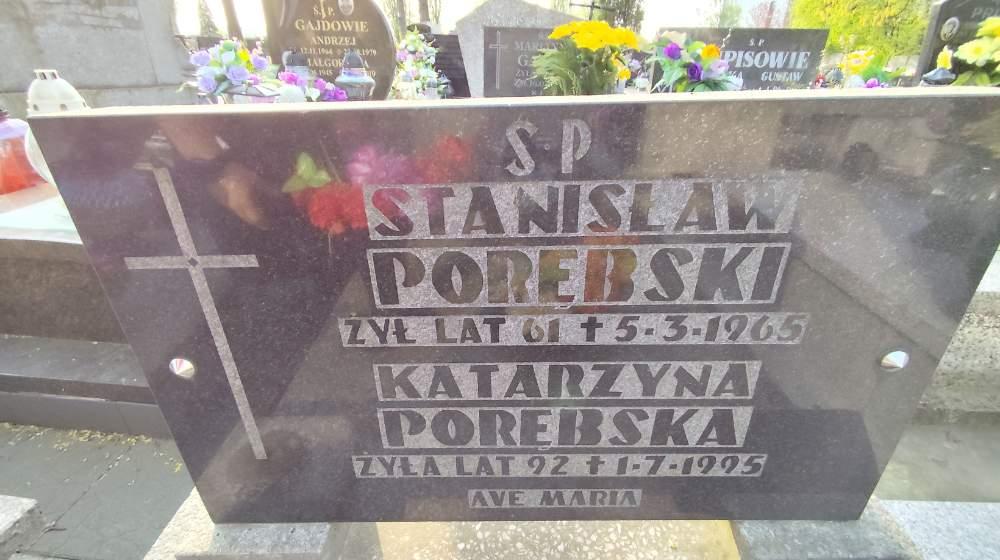 Ś.P.
GAJDOWIE
ANDRZEJ
Ś P
PISOWIE
GUSTAW
Ś.P
STANISŁAW
PORĘBSKI
ŻYŁ LAT 61 ✝ 5-3-1965
KATARZYNA
PORĘBSKA
ŻYŁA LAT 92 ✝ 1-7-1995
AVE MARIA